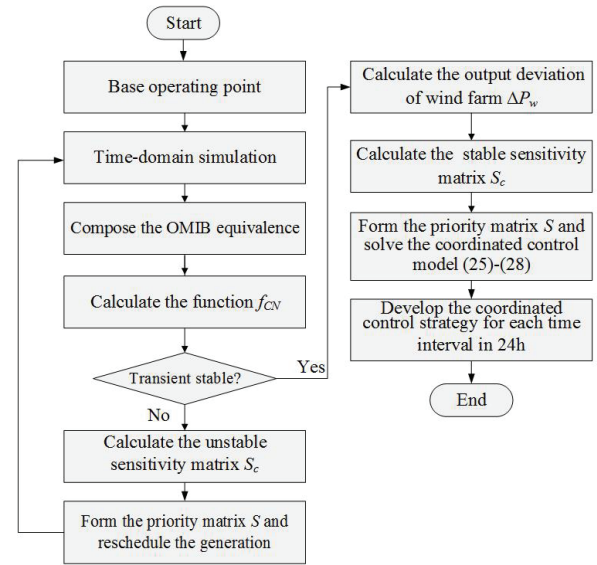 Start
Base operating point
Time-domain simulation
Compose the OMIB equivalence
Calculate the function f_CN
Transient stable?
Yes
No
Calculate the unstable
sensitivity matrix S_c
Form the priority matrix S and
reschedule the generation
Calculate the output deviation
of wind farm ΔP_w
Calculate the stable sensitivity
matrix S_c
Form the priority matrix S and
solve the coordinated control
model (25)-(28)
Develop the coordinated
control strategy for each time
interval in 24h
End